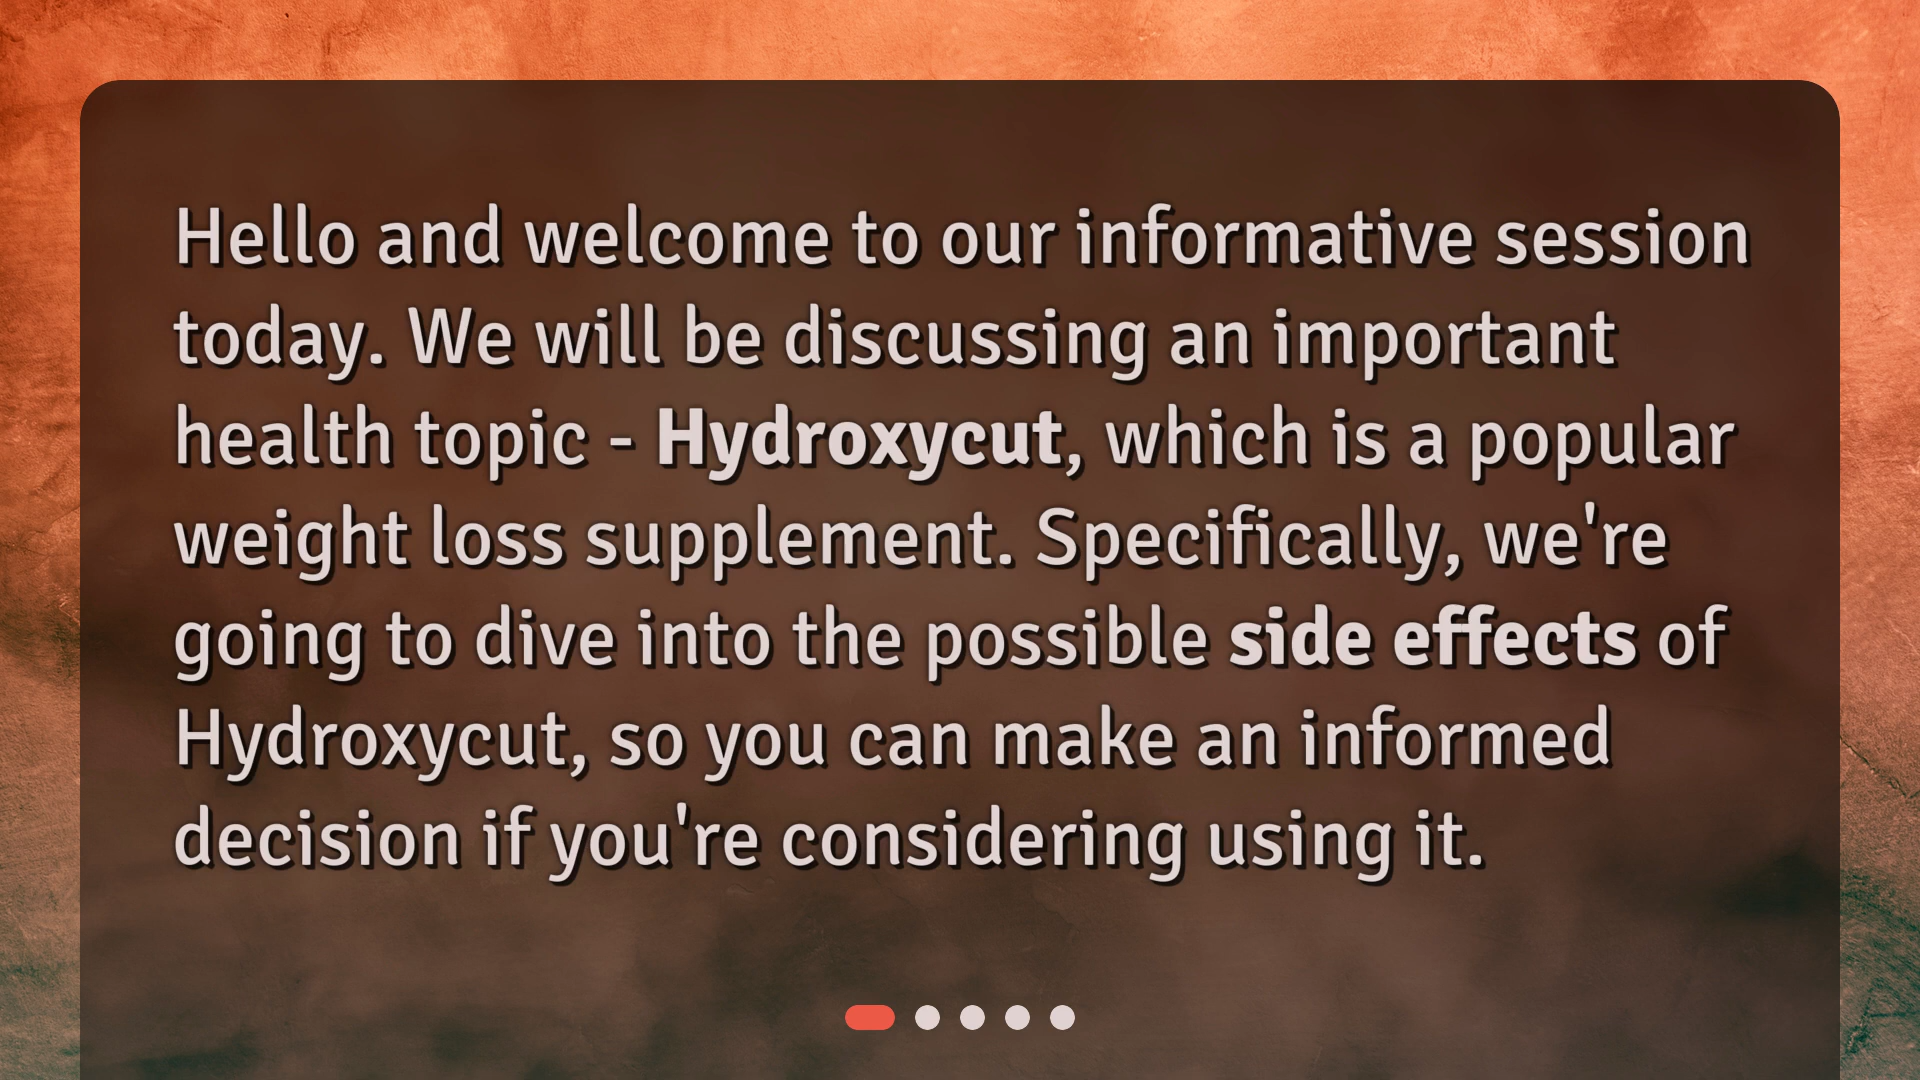 Hello and welcome to our informative session
today. We will be discussing an important
health topic - Hydroxycut, which is a popular
weight loss supplement. Specifically, we're
going to dive into the possible side effects of
Hydroxycut, so you can make an informed
decision if you're considering using it.